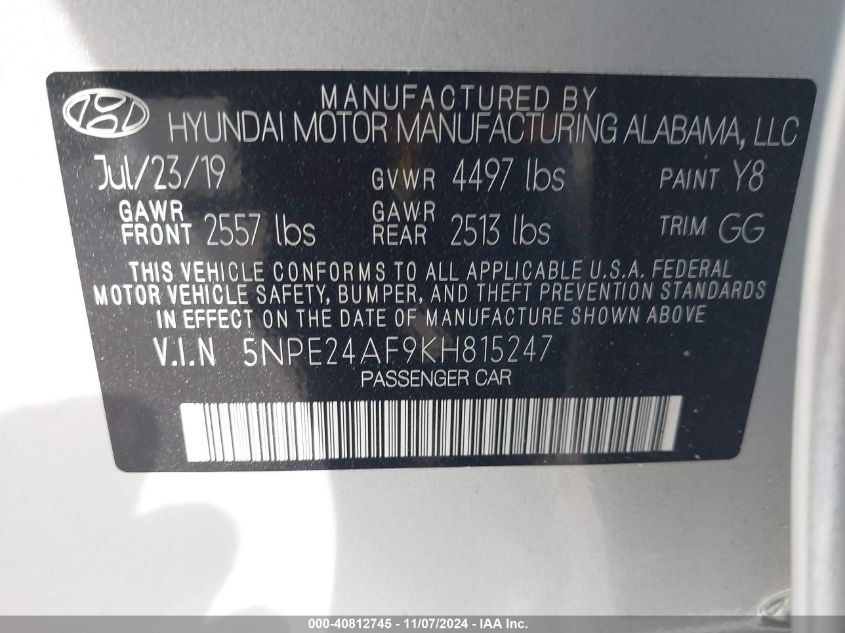 MANUFACTURED BY
HYUNDAI MOTOR MANUFACTURING ALABAMA, LLC
Jul/23/19 GVWR 4497 lbs PAINT Y8
GAWR FRONT 2557 lbs GAWR REAR 2513 lbs TRIM GG
THIS VEHICLE CONFORMS TO ALL APPLICABLE U.S.A. FEDERAL
MOTOR VEHICLE SAFETY, BUMPER, AND THEFT PREVENTION STANDARDS
IN EFFECT ON THE DATE OF MANUFACTURE SHOWN ABOVE
V.I.N 5NPE24AF9KH815247
PASSENGER CAR
000-40812745 - 11/07/2024 - IAA Inc.